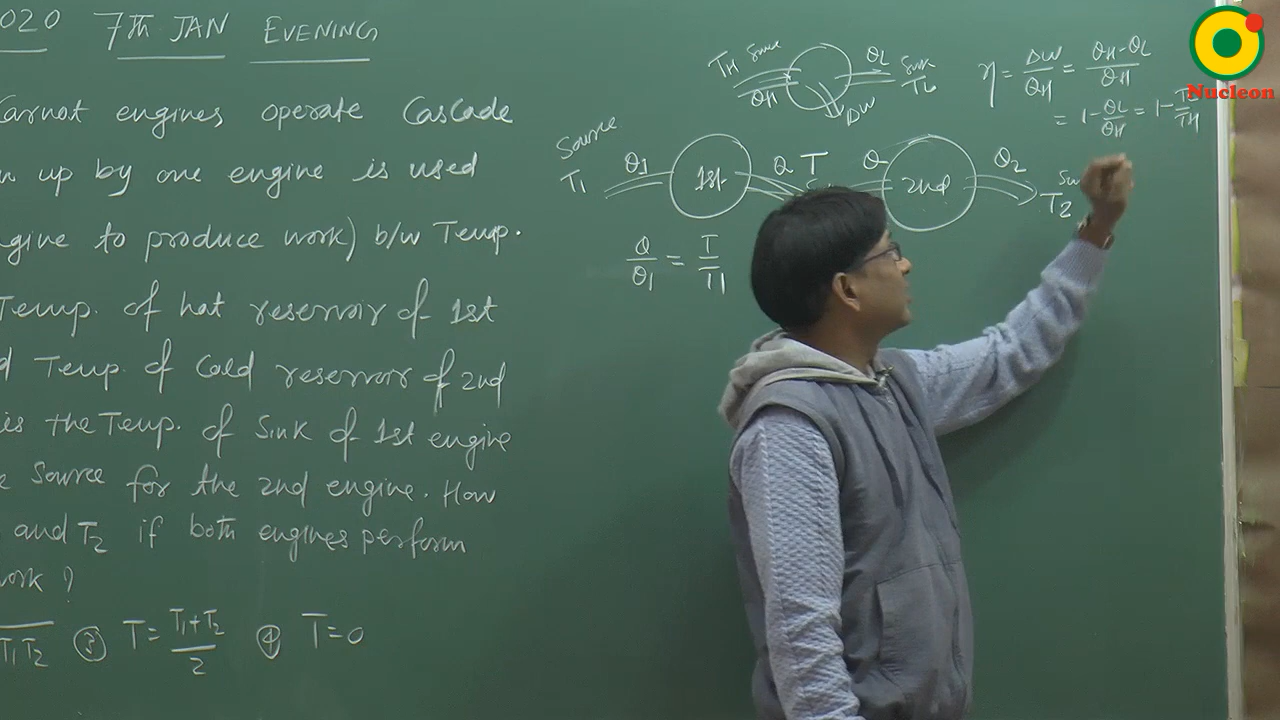 020 7TH JAN EVENING
Carnot engines operate Cascade
up by one engine is used
engine to produce work) b/w Temp.
Temp. of hot reservoir of 1st
Temp. of Cold reservoir of 2nd
is the Temp. of Sink of 1st engine
Source for the 2nd engine. How
and T2 if both engines perform
work ?
T1T2 ③ T = T1+T2/2 ④ T=0
TH Source QH ΔW QL Sink TL
η = ΔW/QH = QH-QL/QH
= 1-QL/QH = 1-TL/TH
Source
T1 Q1 1st Q T Q 2nd Q2 T2
Q/Q1 = T/T1
Nucleon